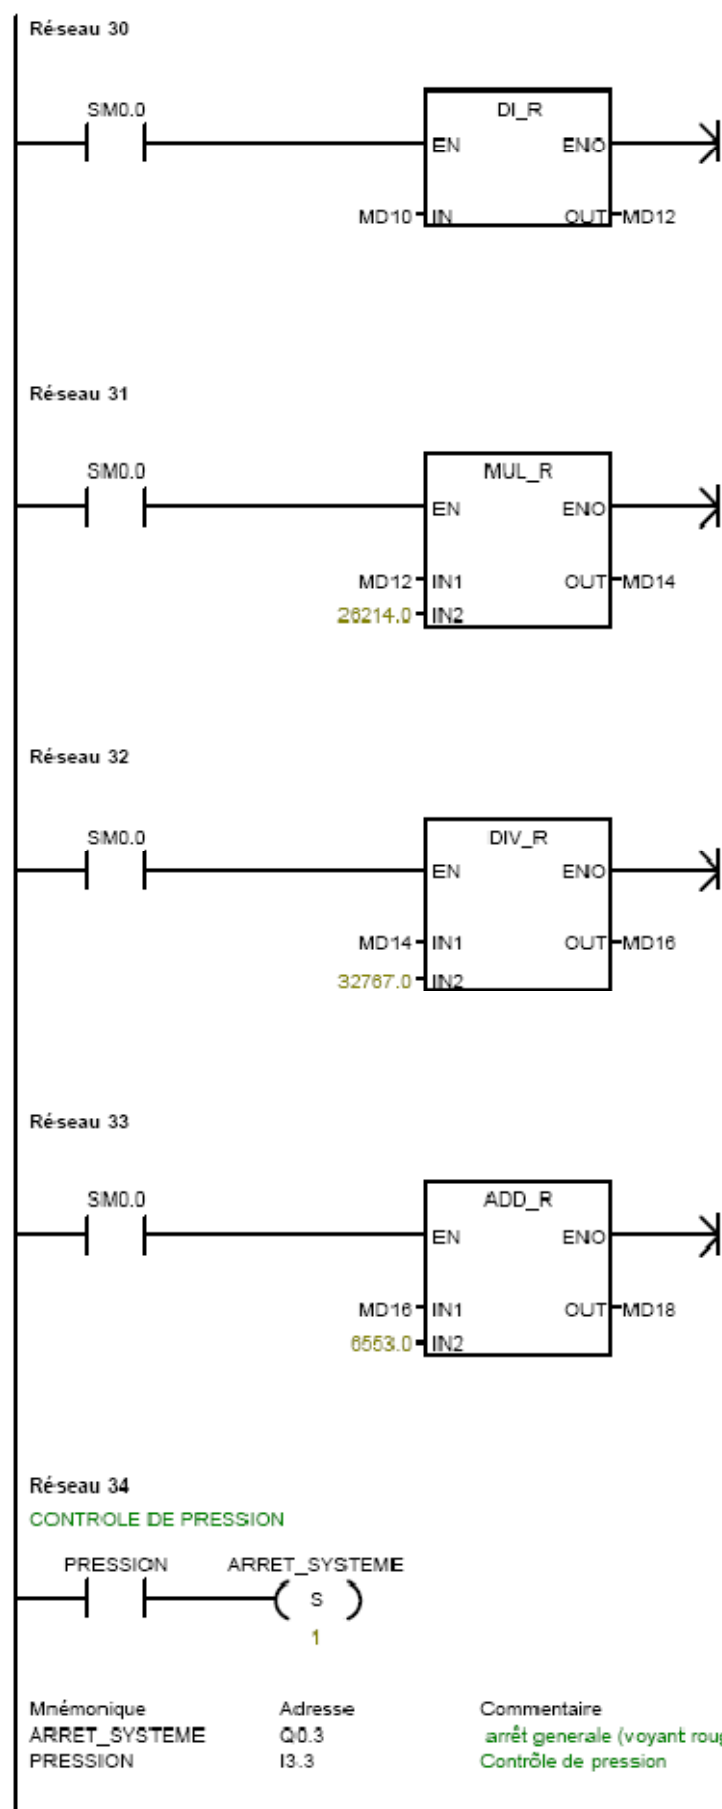 Réseau 30
SM0.0
DI_R
EN ENO
MD10 IN OUT MD12
Réseau 31
SM0.0
MUL_R
EN ENO
MD12 IN1 OUT MD14
26214.0 IN2
Réseau 32
SM0.0
DIV_R
EN ENO
MD14 IN1 OUT MD16
32767.0 IN2
Réseau 33
SM0.0
ADD_R
EN ENO
MD16 IN1 OUT MD18
6553.0 IN2
Réseau 34
CONTROLE DE PRESSION
PRESSION ARRET_SYSTEME
S
1
Mnémonique Adresse Commentaire
ARRET_SYSTEME Q0.3 arrêt generale (voyant roug
PRESSION I3.3 Contrôle de pression